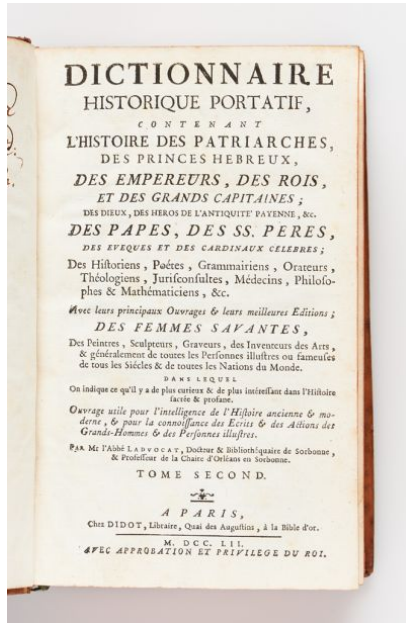 DICTIONNAIRE
HISTORIQUE PORTATIF,
CONTENANT
L'HISTOIRE DES PATRIARCHES,
DES PRINCES HEBREUX,
DES EMPEREURS, DES ROIS,
ET DES GRANDS CAPITAINES;
DES DIEUX, DES HEROS DE L'ANTIQUITE' PAYENNE, &c.
DES PAPES, DES SS. PERES,
DES EVEQUES ET DES CARDINAUX CELEBRES;
Des Hiſtoriens, Poétes, Grammairiens, Orateurs,
Théologiens, Juriſconſultes, Médecins, Philoſo-
phes & Mathématiciens, &c.
Avec leurs principaux Ouvrages & leurs meilleures Editions;
DES FEMMES SAVANTES,
Des Peintres, Sculpteurs, Graveurs, des Inventeurs des Arts,
& généralement de toutes les Perſonnes illuſtres ou fameuſes
de tous les Siécles & de toutes les Nations du Monde.
DANS LEQUEL
On indique ce qu'il y a de plus curieux & de plus intéreſſant dans l'Hiſtoire
ſacrée & profane.
Ouvrage utile pour l'intelligence de l'Hiſtoire ancienne & mo-
derne, & pour la connoiſſance des Ecrits & des Actions des
Grands-Hommes & des Perſonnes illuſtres.
PAR Mr l'Abbé LADVOCAT, Docteur & Bibliothéquaire de Sorbonne,
& Profeſſeur de la Chaire d'Orléans en Sorbonne.
TOME SECOND.
A PARIS,
Chez DIDOT, Libraire, Quai des Auguſtins, à la Bible d'or.
M. DCC. LII.
AVEC APPROBATION ET PRIVILEGE DU ROI.